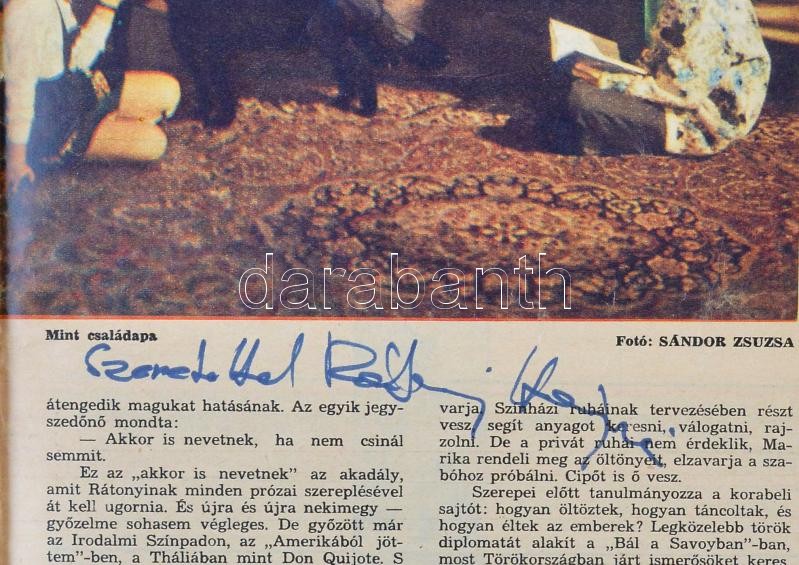 darabanth
Mint családapa
Fotó: SÁNDOR ZSUZSA
Szeretettel Rátonyi
átengedik magukat hatásának. Az egyik jegy-
szedőnő mondta:
— Akkor is nevetnek, ha nem csinál
semmit.
Ez az „akkor is nevetnek" az akadály,
amit Rátonyinak minden prózai szereplésével
át kell ugornia. És újra és újra nekimegy —
győzelme sohasem végleges. De győzött már
az Irodalmi Színpadon, az „Amerikából jöt-
tem"-ben, a Tháliában mint Don Quijote. S
varja. Színházi ruháinak tervezésében részt
vesz, segít anyagot keresni, válogatni, raj-
zolni. De a privát ruhái nem érdeklik, Ma-
rika rendeli meg az öltönyeit, elzavarja a sza-
bóhoz próbálni. Cipőt is ő vesz.
Szerepei előtt tanulmányozza a korabeli
sajtót: hogyan öltöztek, hogyan táncoltak, és
hogyan éltek az emberek? Legközelebb török
diplomatát alakít a „Bál a Savoyban"-ban,
most Törökországban járt ismerősöket keres,